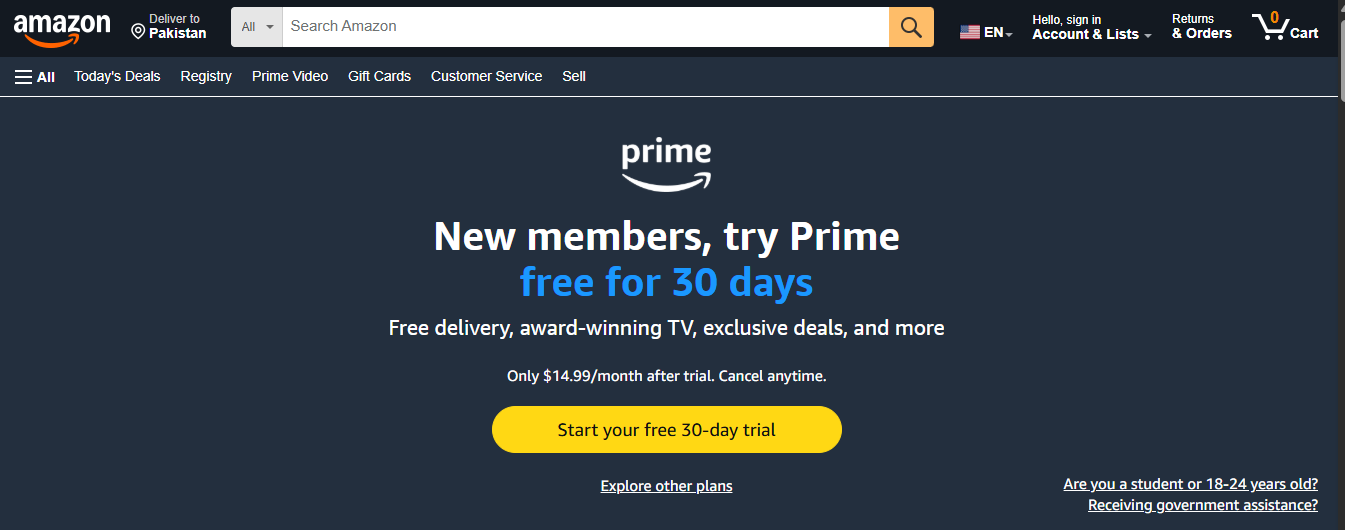 amazon
Deliver to
Pakistan
All
Search Amazon
EN
Hello, sign in
Account & Lists
Returns
& Orders
0
Cart
All Today's Deals Registry Prime Video Gift Cards Customer Service Sell
prime
New members, try Prime
free for 30 days
Free delivery, award-winning TV, exclusive deals, and more
Only $14.99/month after trial. Cancel anytime.
Start your free 30-day trial
Explore other plans
Are you a student or 18-24 years old?
Receiving government assistance?